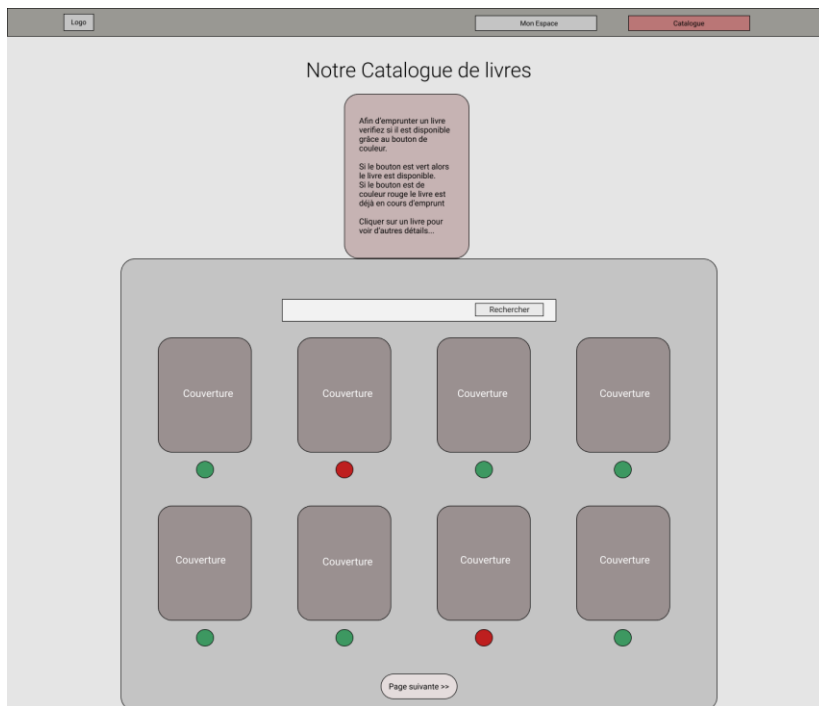 Logo
Mon Espace
Catalogue
Notre Catalogue de livres
Afin d'emprunter un livre
verifiez si il est disponible
grâce au bouton de
couleur.
Si le bouton est vert alors
le livre est disponible.
Si le bouton est de
couleur rouge le livre est
déjà en cours d'emprunt
Cliquer sur un livre pour
voir d'autres détails...
Rechercher
Couverture
Couverture
Couverture
Couverture
Couverture
Couverture
Couverture
Couverture
Page suivante >>